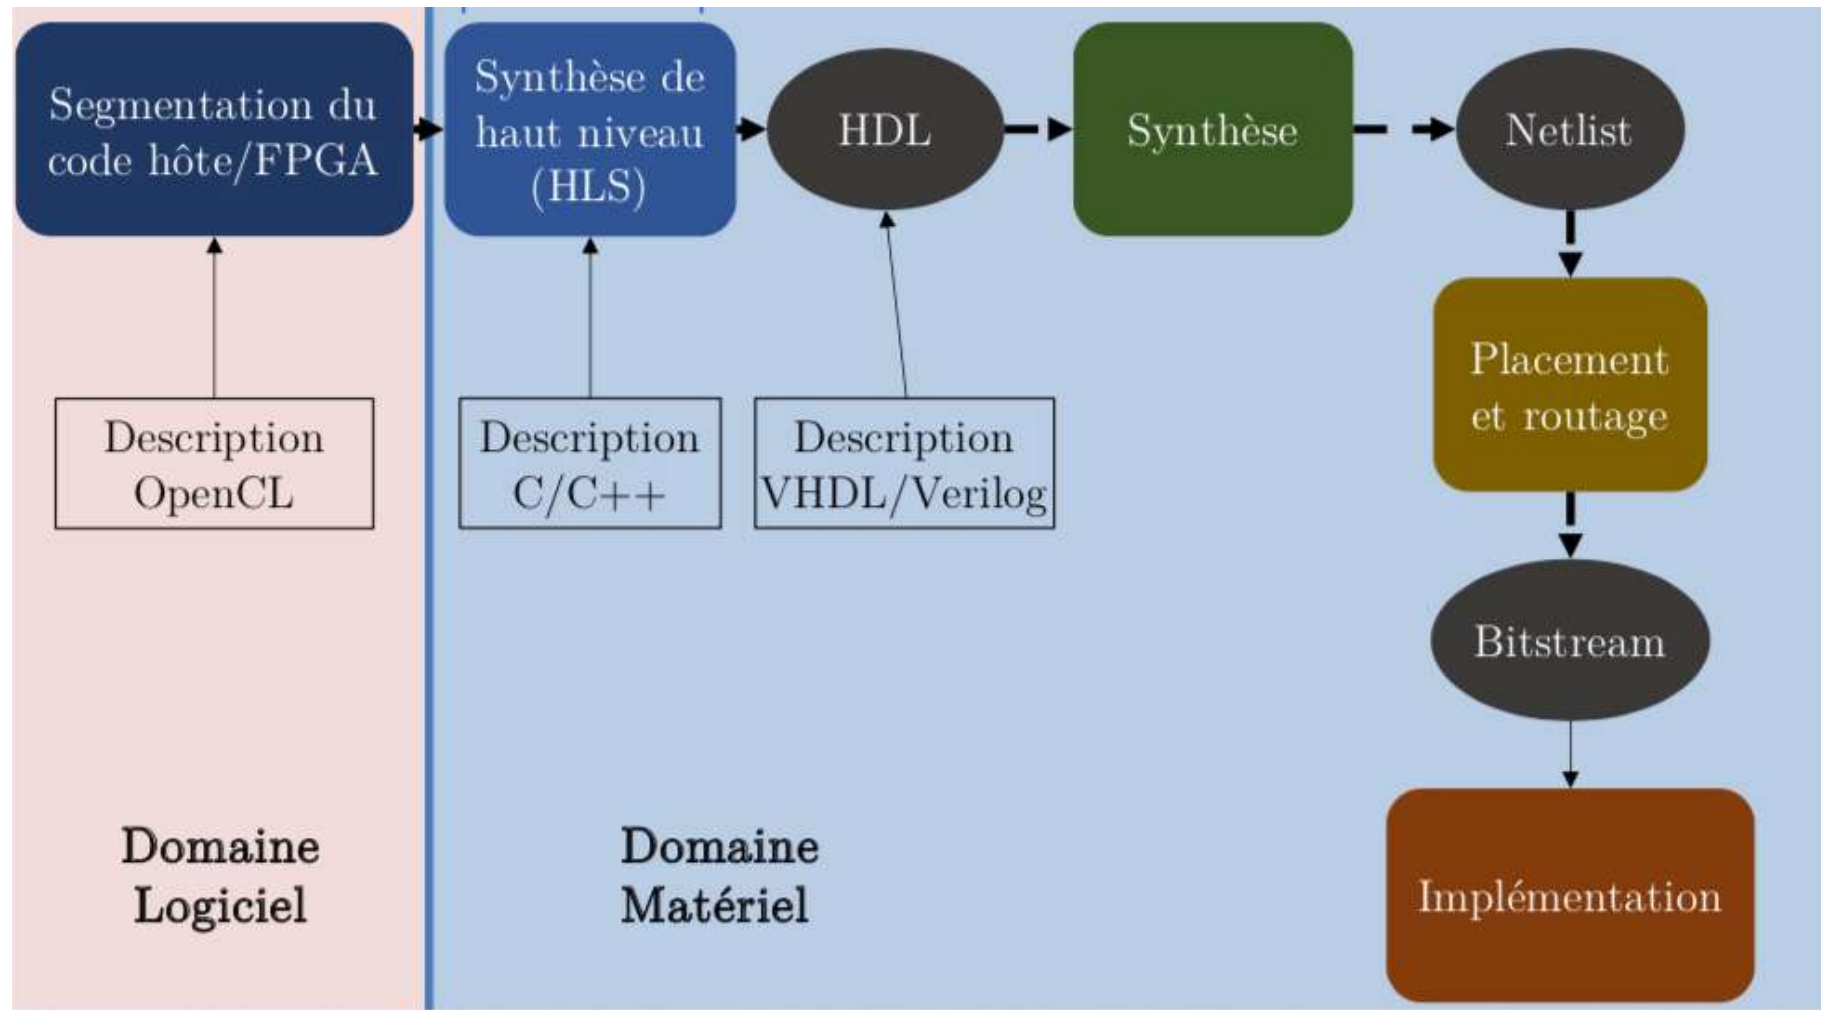 Segmentation du
code hôte/FPGA
Synthèse de
haut niveau
(HLS)
HDL
Synthèse
Netlist
Description
OpenCL
Description
C/C++
Description
VHDL/Verilog
Placement
et routage
Bitstream
Implémentation
Domaine
Logiciel
Domaine
Matériel